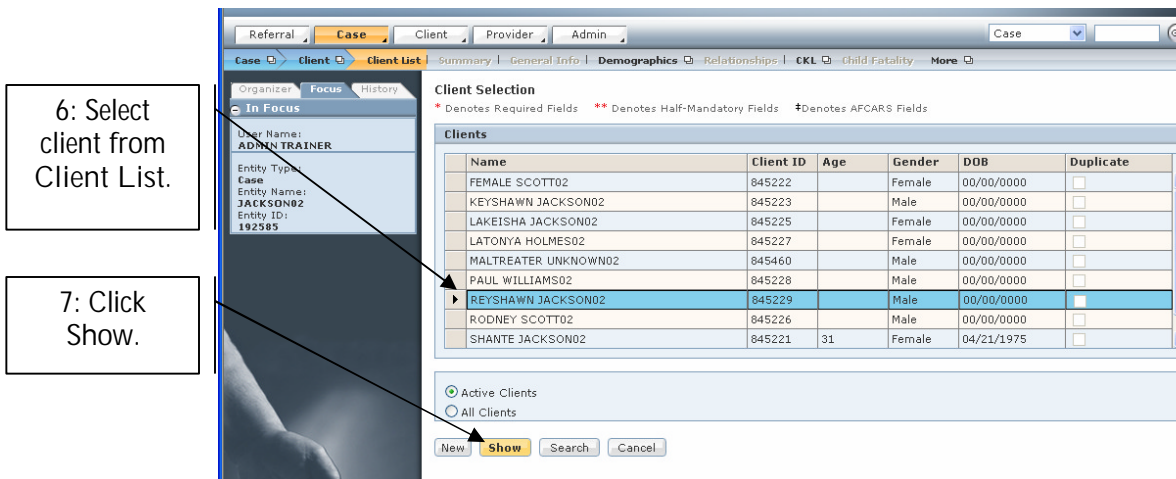 Referral Case Client Provider Admin Case
Case Client Client List Summary General Info Demographics Relationships CKL Child Fatality More
6: Select
client from
Client List.
7: Click
Show.
Organizer Focus History
In Focus
User Name:
ADMIN TRAINER
Entity Type:
Case
Entity Name:
JACKSON02
Entity ID:
192585
Client Selection
* Denotes Required Fields ** Denotes Half-Mandatory Fields ‡Denotes AFCARS Fields
Clients
Name Client ID Age Gender DOB Duplicate
FEMALE SCOTT02 845222 Female 00/00/0000
KEYSHAWN JACKSON02 845223 Male 00/00/0000
LAKEISHA JACKSON02 845225 Female 00/00/0000
LATONYA HOLMES02 845227 Female 00/00/0000
MALTREATER UNKNOWN02 845460 Male 00/00/0000
PAUL WILLIAMS02 845228 Male 00/00/0000
REYSHAWN JACKSON02 845229 Male 00/00/0000
RODNEY SCOTT02 845226 Male 00/00/0000
SHANTE JACKSON02 845221 31 Female 04/21/1975
Active Clients
All Clients
New Show Search Cancel